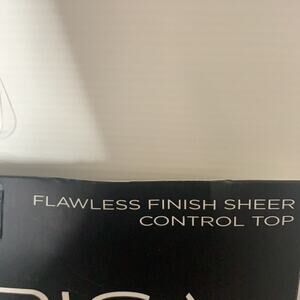 FLAWLESS FINISH SHEER
CONTROL TOP